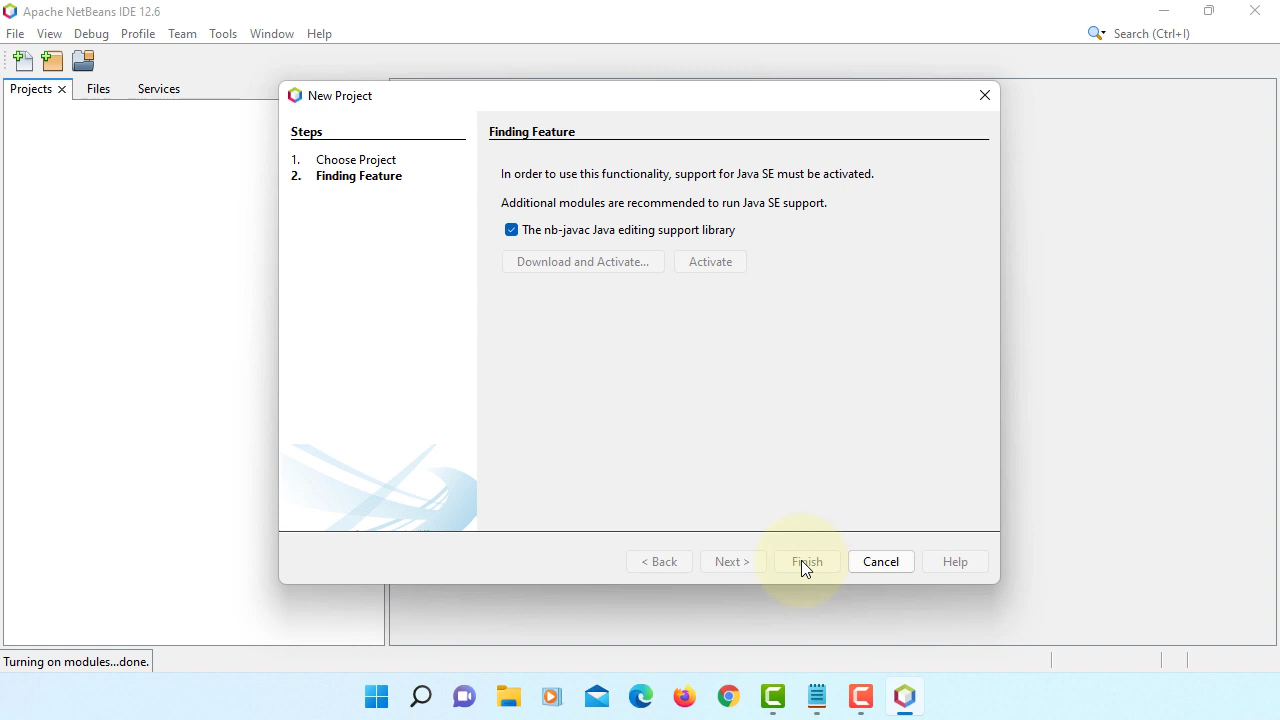 Apache NetBeans IDE 12.6
File View Debug Profile Team Tools Window Help Search (Ctrl+I)
Projects Files Services
New Project
Steps
1. Choose Project
2. Finding Feature
Finding Feature
In order to use this functionality, support for Java SE must be activated.
Additional modules are recommended to run Java SE support.
The nb-javac Java editing support library
Download and Activate... Activate
< Back Next > Finish Cancel Help
Turning on modules...done.